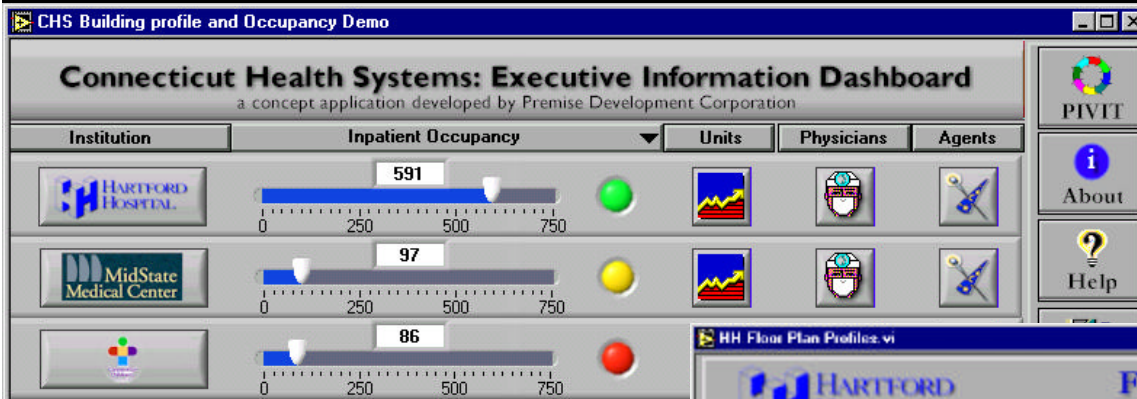 CHS Building profile and Occupancy Demo
Connecticut Health Systems: Executive Information Dashboard
a concept application developed by Premise Development Corporation
PIVIT
Institution Inpatient Occupancy Units Physicians Agents
HARTFORD
HOSPITAL
591
0 250 500 750
i
About
MidState
Medical Center
97
0 250 500 750
?
Help
86
0 250 500 750
HH Floor Plan Profiles.vi
HARTFORD F